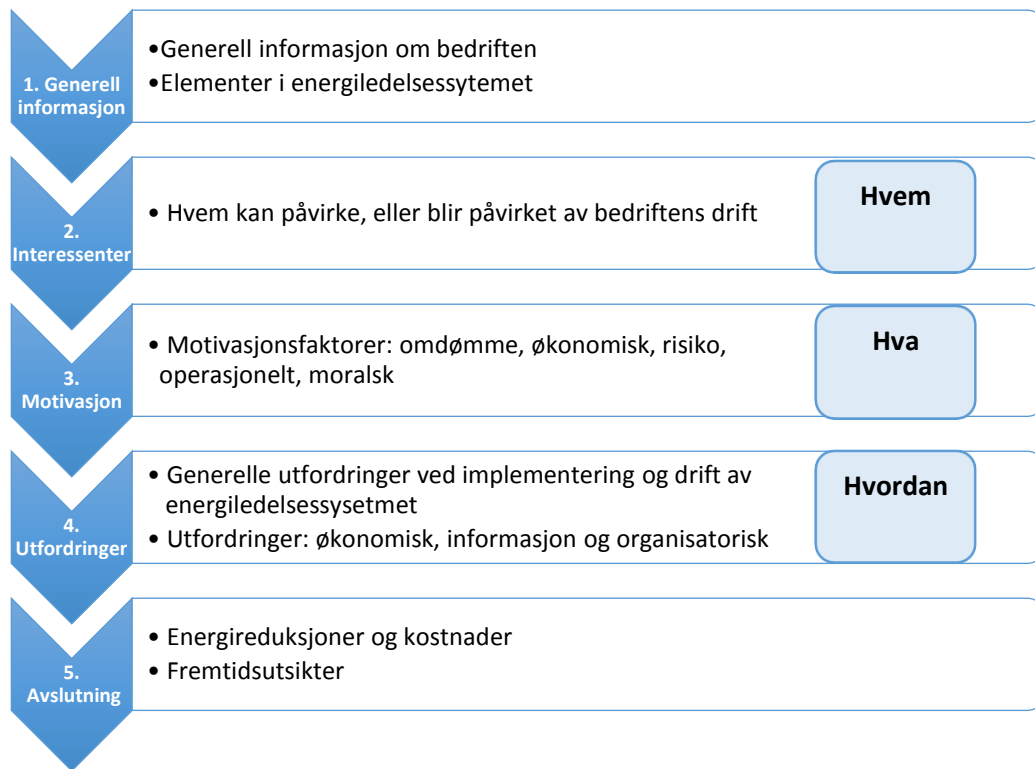 1. Generell
informasjon
•Generell informasjon om bedriften
•Elementer i energiledelsessytemet
2.
Interessenter
• Hvem kan påvirke, eller blir påvirket av bedriftens drift
Hvem
3.
Motivasjon
• Motivasjonsfaktorer: omdømme, økonomisk, risiko,
operasjonelt, moralsk
Hva
4.
Utfordringer
• Generelle utfordringer ved implementering og drift av
energiledelsessysetmet
• Utfordringer: økonomisk, informasjon og organisatorisk
Hvordan
5.
Avslutning
• Energireduksjoner og kostnader
• Fremtidsutsikter